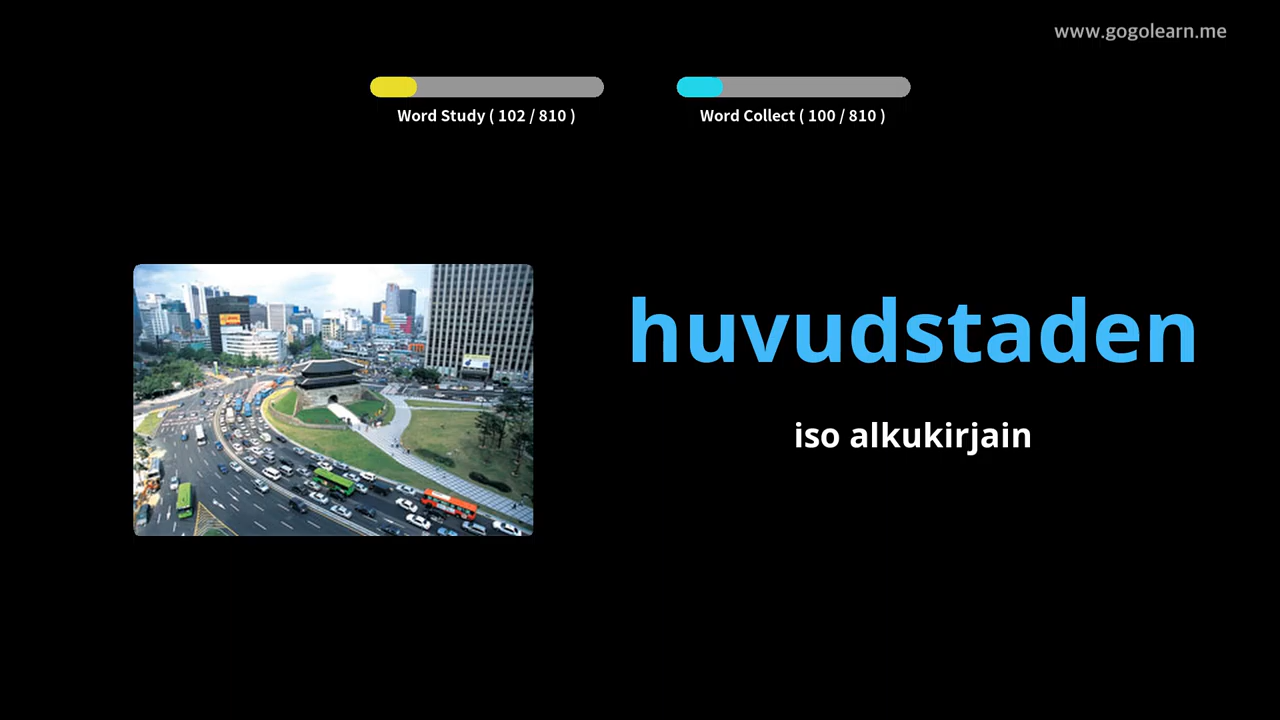 www.gogolearn.me
Word Study ( 102 / 810 )
Word Collect ( 100 / 810 )
huvudstaden
iso alkukirjain